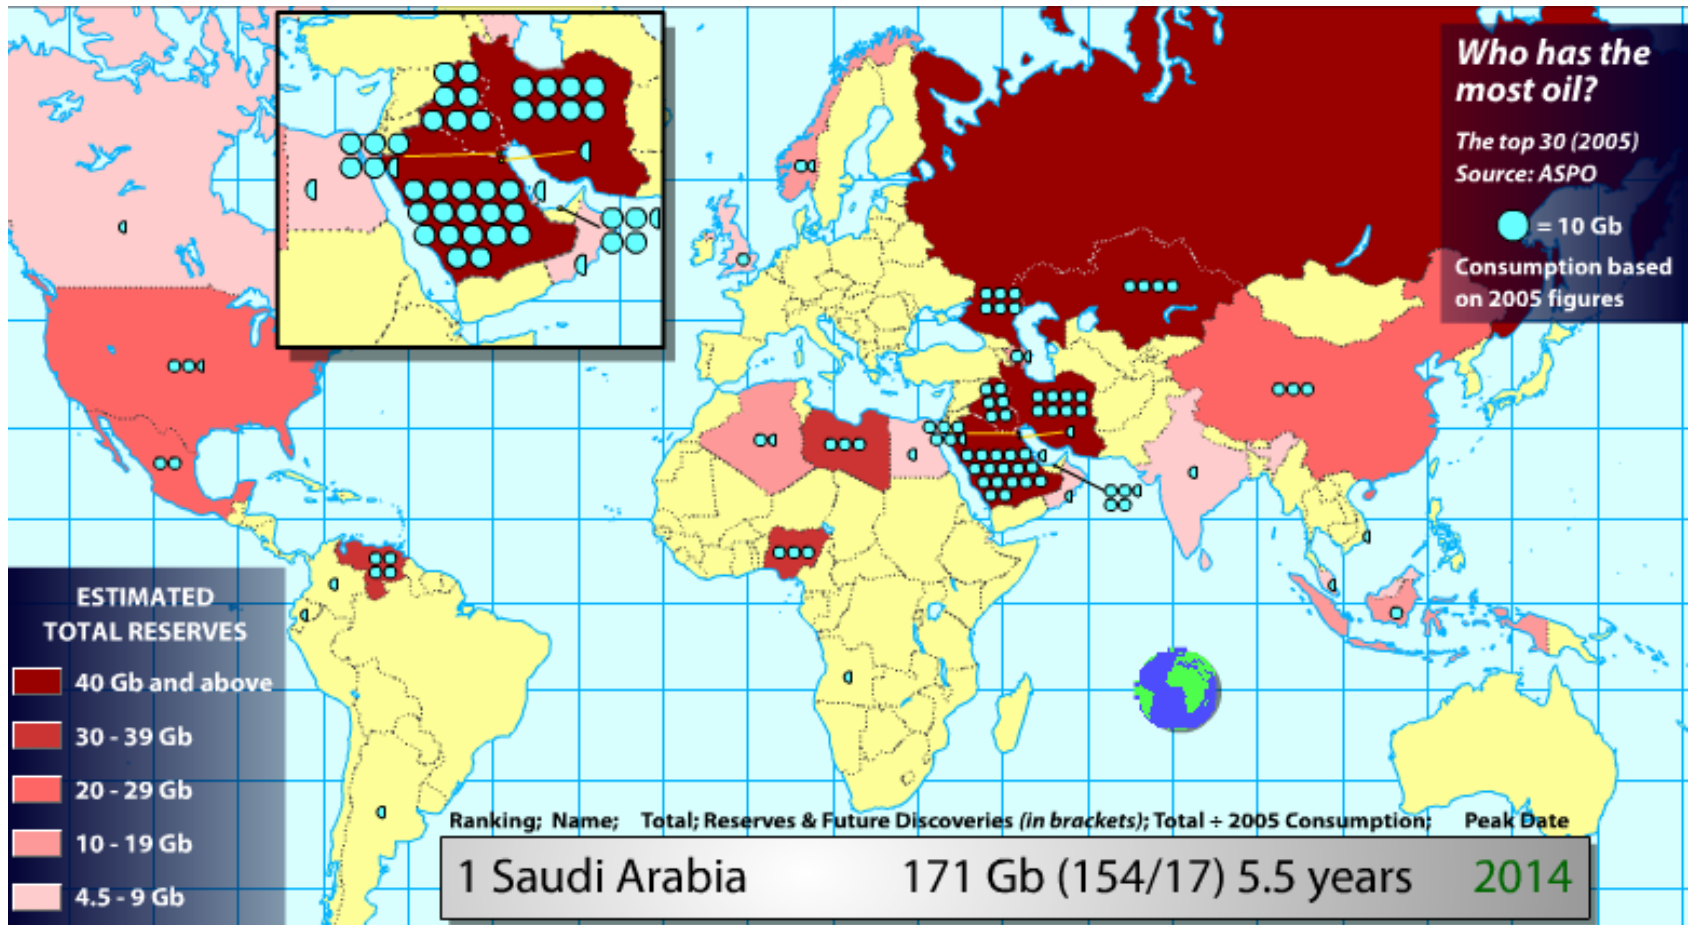 Who has the
most oil?
The top 30 (2005)
Source: ASPO
= 10 Gb
Consumption based
on 2005 figures
ESTIMATED
TOTAL RESERVES
40 Gb and above
30 - 39 Gb
20 - 29 Gb
10 - 19 Gb
4.5 - 9 Gb
Ranking; Name; Total; Reserves & Future Discoveries (in brackets); Total ÷ 2005 Consumption; Peak Date
1 Saudi Arabia 171 Gb (154/17) 5.5 years 2014